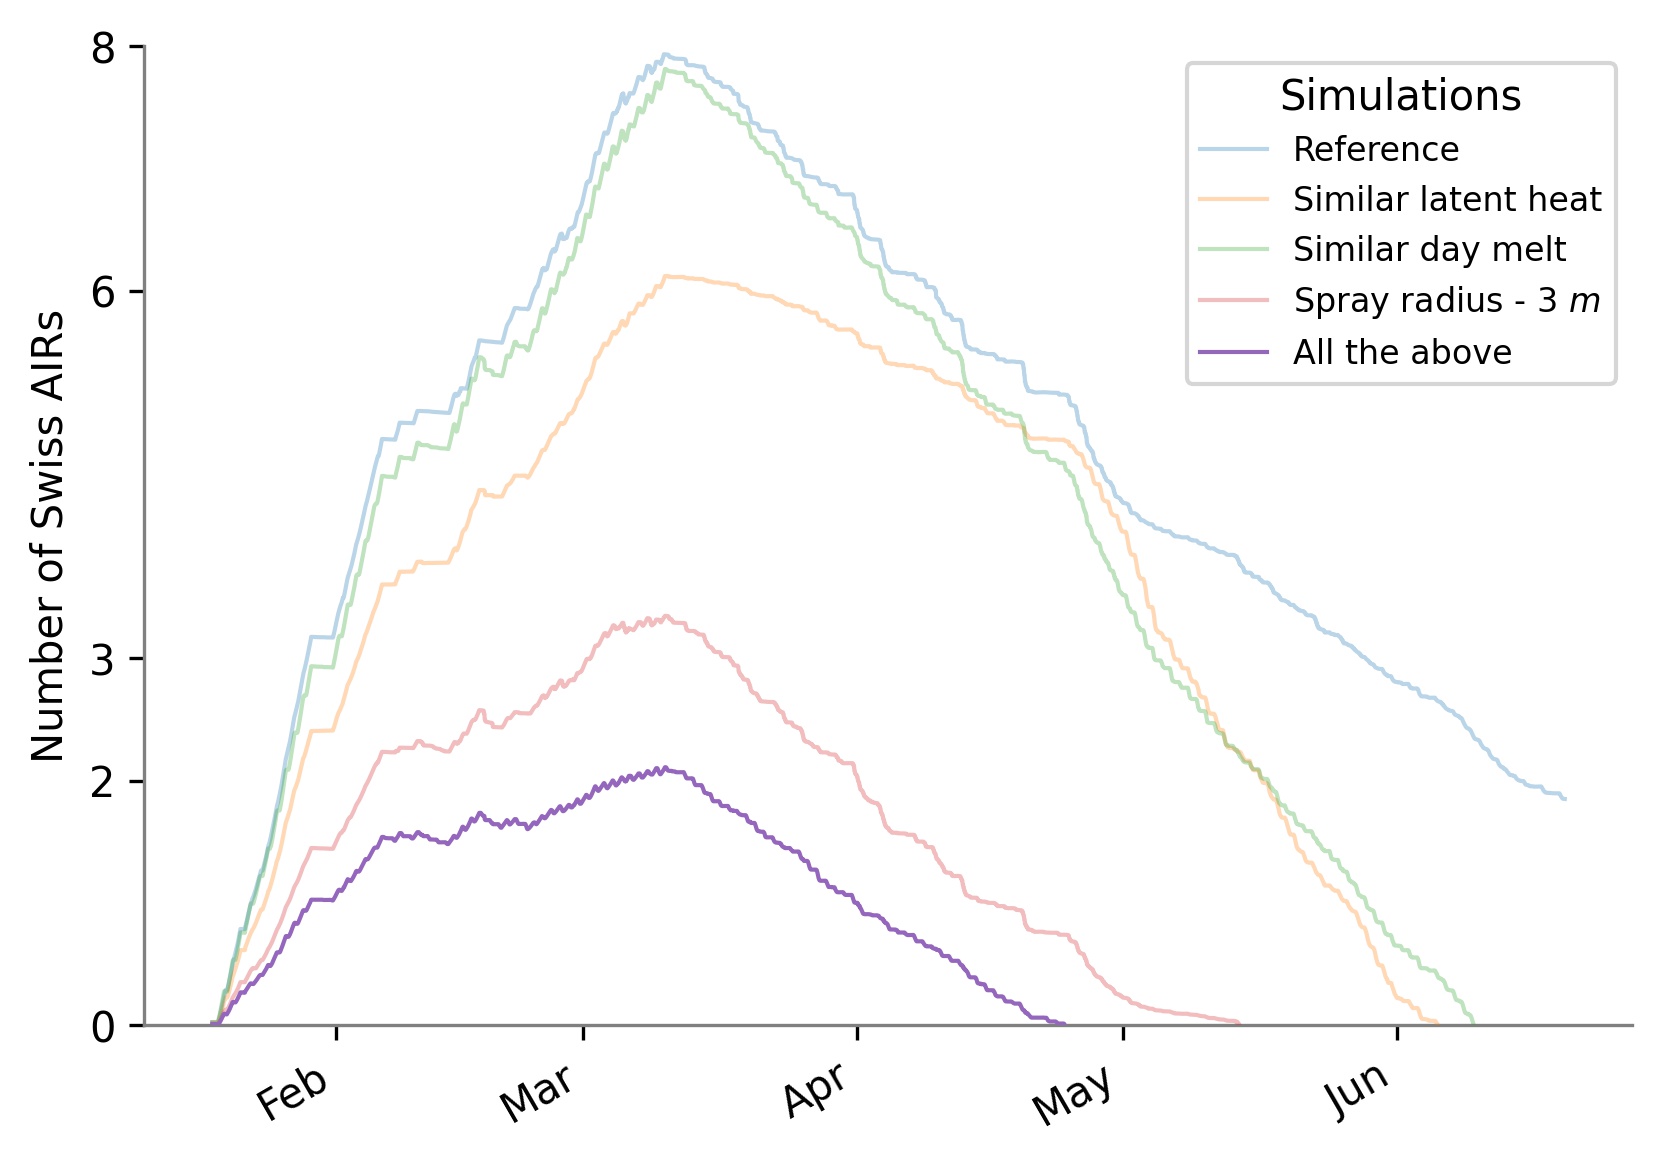 Number of Swiss AIRs
8
6
3
2
0
Feb
Mar
Apr
May
Jun
Simulations
Reference
Similar latent heat
Similar day melt
Spray radius - 3 m
All the above